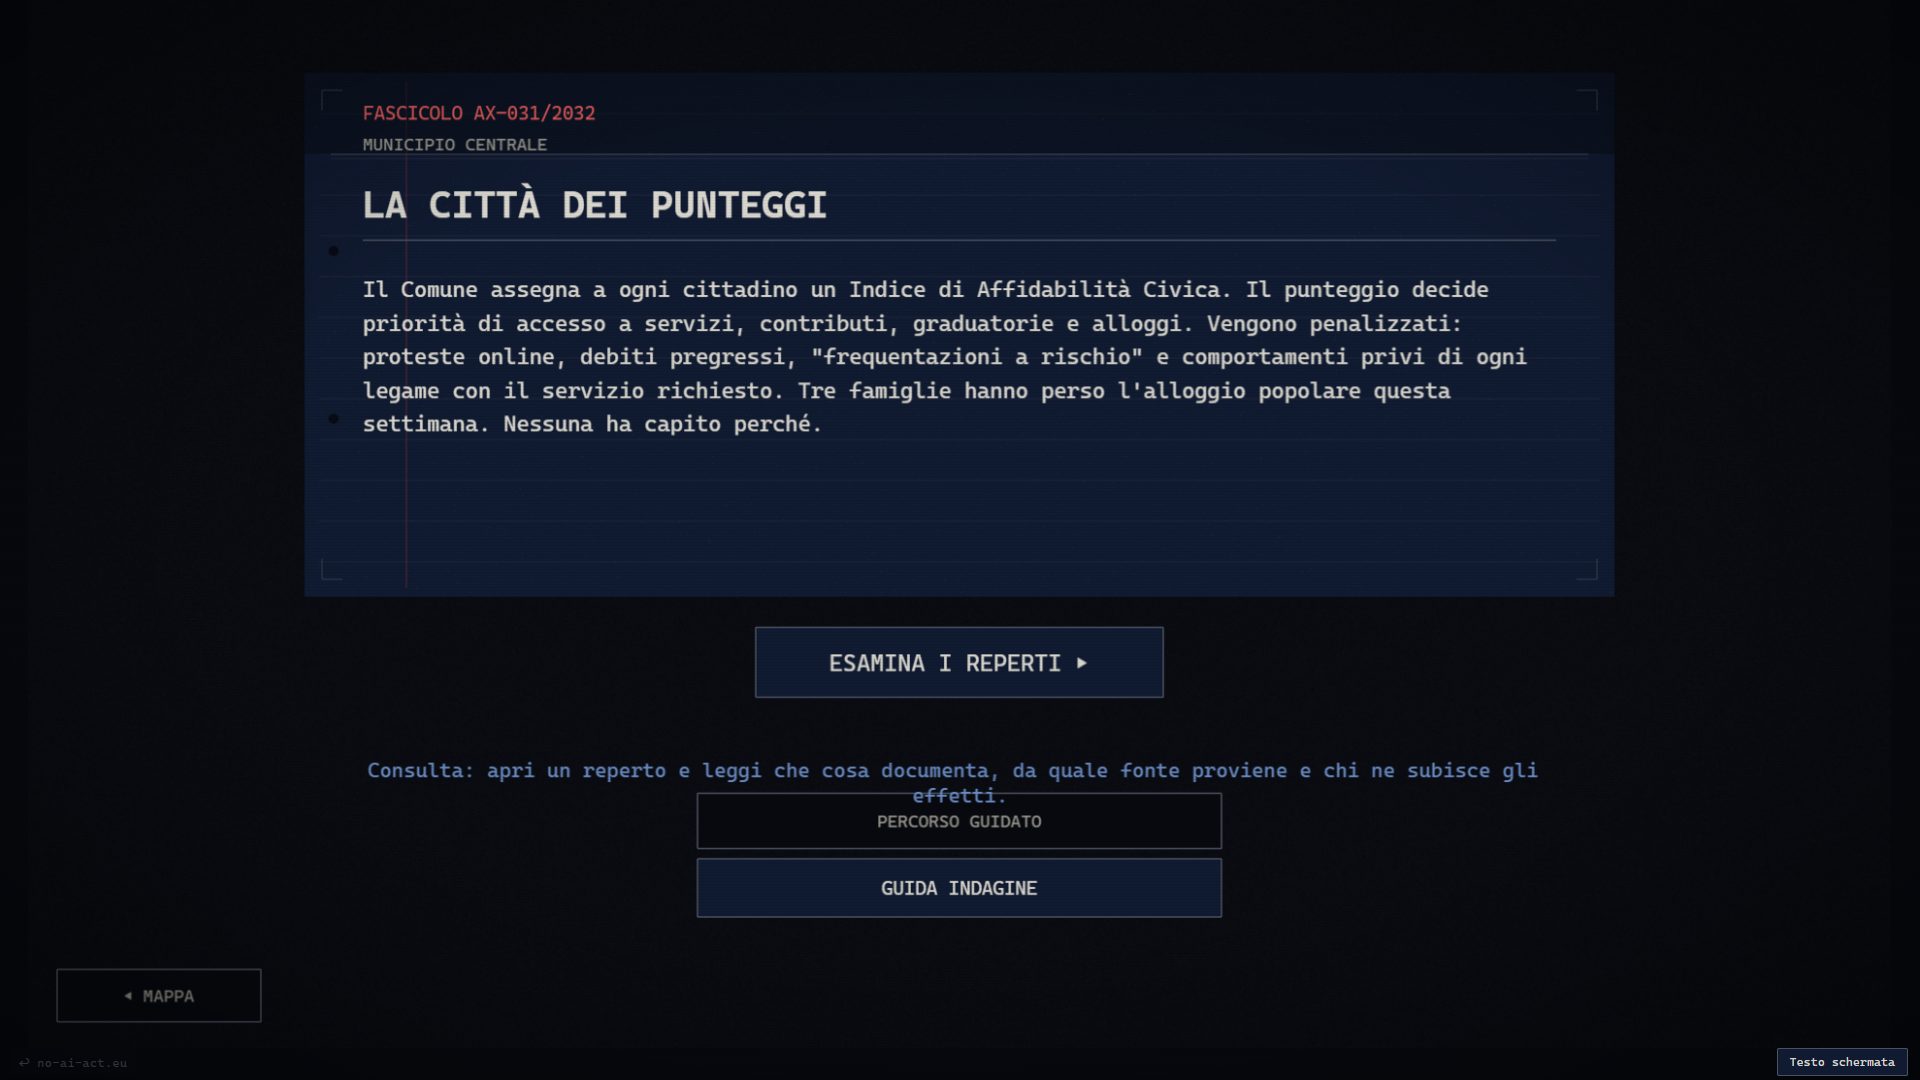 FASCICOLO AX-031/2032
MUNICIPIO CENTRALE
LA CITTÀ DEI PUNTEGGI
Il Comune assegna a ogni cittadino un Indice di Affidabilità Civica. Il punteggio decide
priorità di accesso a servizi, contributi, graduatorie e alloggi. Vengono penalizzati:
proteste online, debiti pregressi, "frequentazioni a rischio" e comportamenti privi di ogni
legame con il servizio richiesto. Tre famiglie hanno perso l'alloggio popolare questa
settimana. Nessuna ha capito perché.
ESAMINA I REPERTI ▶
Consulta: apri un reperto e leggi che cosa documenta, da quale fonte proviene e chi ne subisce gli
effetti.
PERCORSO GUIDATO
GUIDA INDAGINE
◀ MAPPA
↩ no-ai-act.eu
Testo schermata